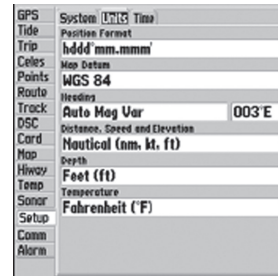 GPS
Tide
Trip
Celes
Points
Route
Track
DSC
Card
Map
Hiway
Temp
Sonar
Setup
Comm
Alarm
System Units Time
Position Format
hddd°mm.mmm'
Map Datum
WGS 84
Heading
Auto Mag Var 003°E
Distance, Speed and Elevation
Nautical (nm, kt, ft)
Depth
Feet (ft)
Temperature
Fahrenheit (°F)